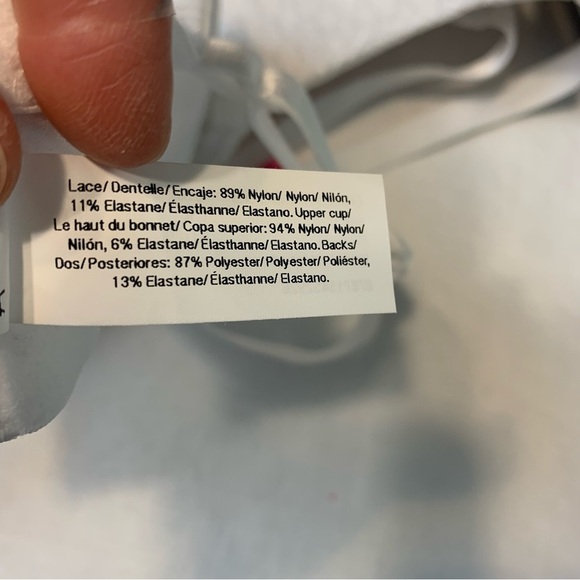 Lace/ Dentelle/ Encaje: 89% Nylon/ Nylon/ Nilón,
11% Elastane/ Élasthanne/ Elastano. Upper cup/
Le haut du bonnet/ Copa superior: 94% Nylon/ Nylon/
Nilón, 6% Elastane/ Élasthanne/ Elastano. Backs/
Dos/ Posteriores: 87% Polyester/ Polyester/ Poliéster,
13% Elastane/ Élasthanne/ Elastano.